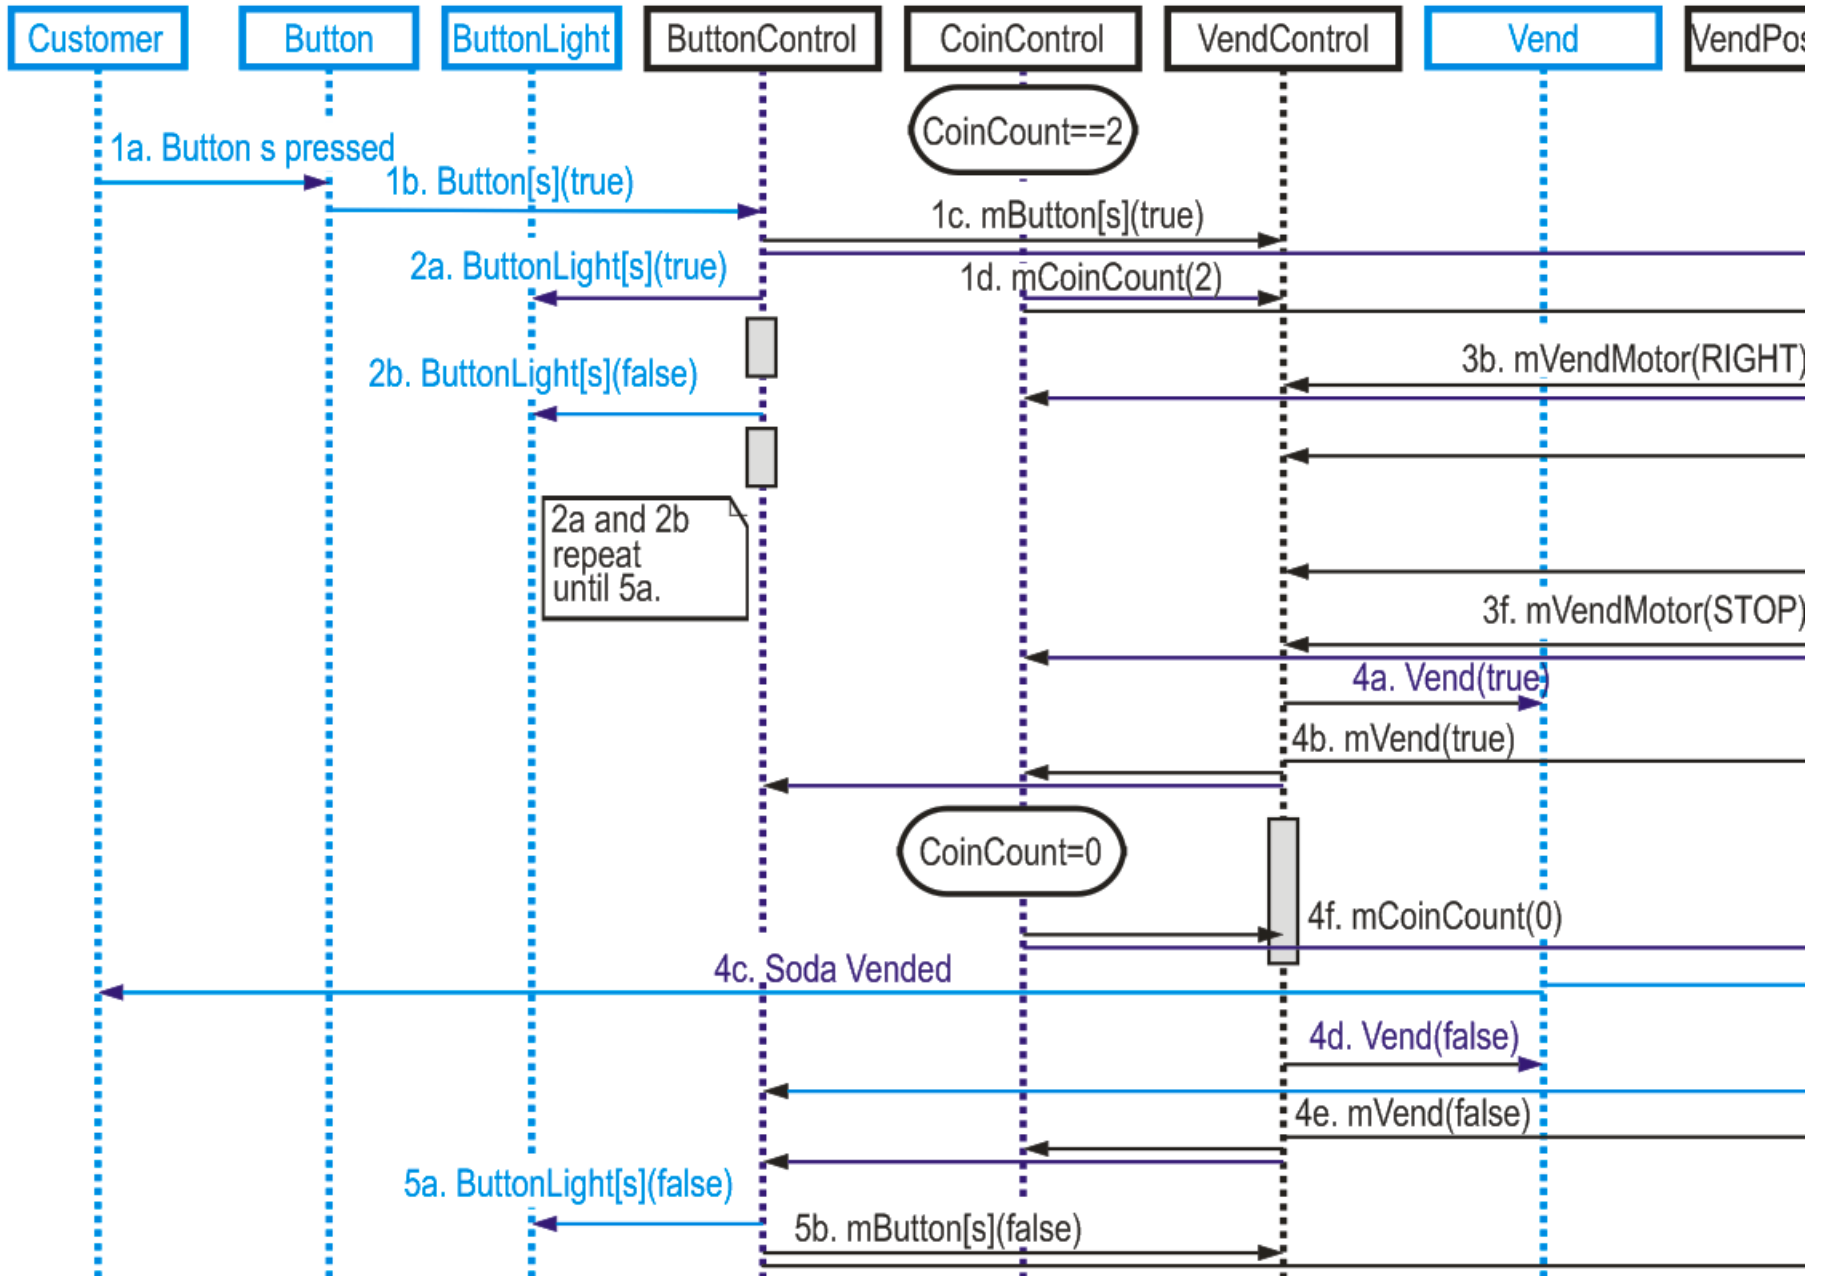 Customer
Button
ButtonLight
ButtonControl
CoinControl
VendControl
Vend
VendPos
CoinCount==2
1a. Button s pressed
1b. Button[s](true)
1c. mButton[s](true)
2a. ButtonLight[s](true)
1d. mCoinCount(2)
3b. mVendMotor(RIGHT)
2b. ButtonLight[s](false)
2a and 2b
repeat
until 5a.
3f. mVendMotor(STOP)
4a. Vend(true)
4b. mVend(true)
CoinCount=0
4f. mCoinCount(0)
4c. Soda Vended
4d. Vend(false)
4e. mVend(false)
5a. ButtonLight[s](false)
5b. mButton[s](false)